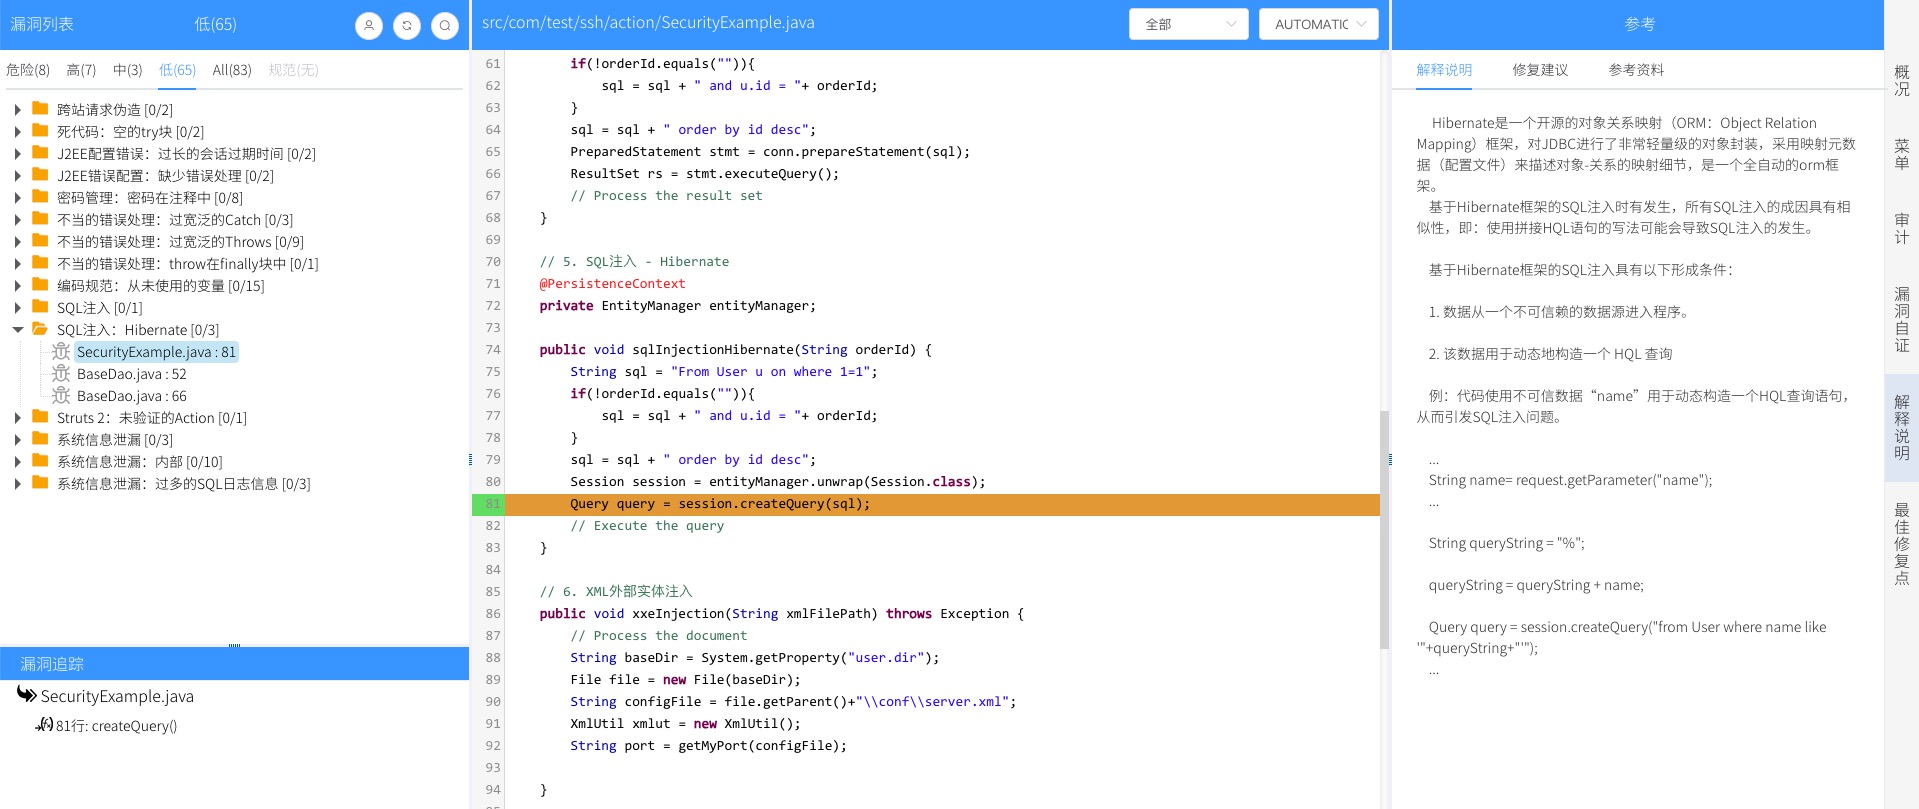 漏洞列表
低(65)
危险(8) 高(7) 中(3) 低(65) All(83) 规范(无)
跨站请求伪造 [0/2]
死代码：空的try块 [0/2]
J2EE配置错误：过长的会话过期时间 [0/2]
J2EE错误配置：缺少错误处理 [0/2]
密码管理：密码在注释中 [0/8]
不当的错误处理：过宽泛的Catch [0/3]
不当的错误处理：过宽泛的Throws [0/9]
不当的错误处理：throw在finally块中 [0/1]
编码规范：从未使用的变量 [0/15]
SQL注入 [0/1]
SQL注入：Hibernate [0/3]
SecurityExample.java : 81
BaseDao.java : 52
BaseDao.java : 66
Struts 2：未验证的Action [0/1]
系统信息泄漏 [0/3]
系统信息泄漏：内部 [0/10]
系统信息泄漏：过多的SQL日志信息 [0/3]
漏洞追踪
SecurityExample.java
81行: createQuery()
src/com/test/ssh/action/SecurityExample.java
全部
AUTOMATIC
61 if(!orderId.equals("")){
62 sql = sql + " and u.id = "+ orderId;
63 }
64 sql = sql + " order by id desc";
65 PreparedStatement stmt = conn.prepareStatement(sql);
66 ResultSet rs = stmt.executeQuery();
67 // Process the result set
68 }
69
70 // 5. SQL注入 - Hibernate
71 @PersistenceContext
72 private EntityManager entityManager;
73
74 public void sqlInjectionHibernate(String orderId) {
75 String sql = "From User u on where 1=1";
76 if(!orderId.equals("")){
77 sql = sql + " and u.id = "+ orderId;
78 }
79 sql = sql + " order by id desc";
80 Session session = entityManager.unwrap(Session.class);
81 Query query = session.createQuery(sql);
82 // Execute the query
83 }
84
85 // 6. XML外部实体注入
86 public void xxeInjection(String xmlFilePath) throws Exception {
87 // Process the document
88 String baseDir = System.getProperty("user.dir");
89 File file = new File(baseDir);
90 String configFile = file.getParent()+"\\conf\\server.xml";
91 XmlUtil xmlut = new XmlUtil();
92 String port = getMyPort(configFile);
93
94 }
参考
解释说明 修复建议 参考资料
Hibernate是一个开源的对象关系映射（ORM：Object Relation
Mapping）框架，对JDBC进行了非常轻量级的对象封装，采用映射元数
据（配置文件）来描述对象-关系的映射细节，是一个全自动的orm框
架。
基于Hibernate框架的SQL注入时有发生，所有SQL注入的成因具有相
似性，即：使用拼接HQL语句的写法可能会导致SQL注入的发生。
基于Hibernate框架的SQL注入具有以下形成条件：
1. 数据从一个不可信赖的数据源进入程序。
2. 该数据用于动态地构造一个 HQL 查询
例：代码使用不可信数据“name”用于动态构造一个HQL查询语句，
从而引发SQL注入问题。
...
String name= request.getParameter("name");
...
String queryString = "%";
queryString = queryString + name;
Query query = session.createQuery("from User where name like
'"+queryString+"'");
...
概况
菜单
审计
漏洞自证
解释说明
最佳修复点